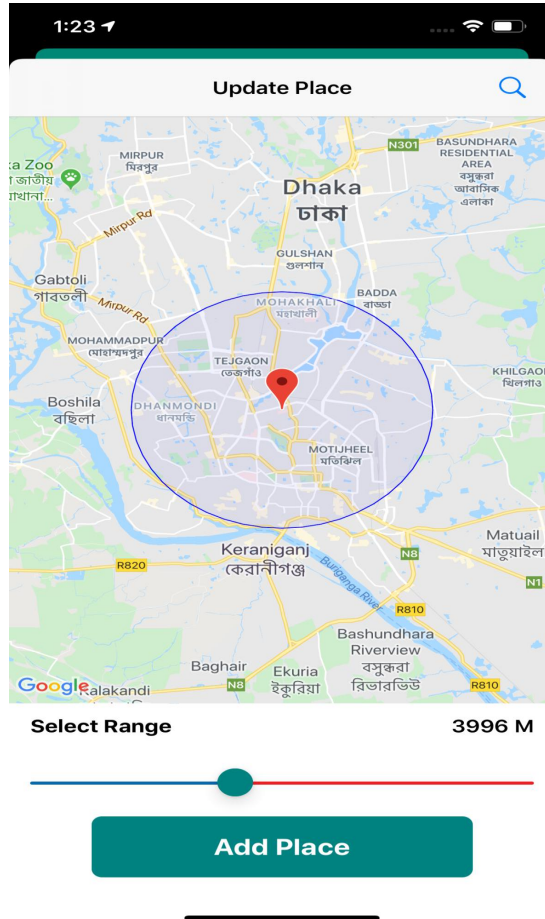 1:23
Update Place
N301
BASUNDHARA
RESIDENTIAL
AREA
বসুন্ধরা
আবাসিক
এলাকা
MIRPUR
মিরপুর
ka Zoo
জাতীয়
Dhaka
ঢাকা
Mirpur Rd
GULSHAN
গুলশান
Gabtoli
গাবতলী
BADDA
বাড্ডা
Mirpur Rd
MOHAKHALI
মহাখালী
MOHAMMADPUR
মোহাম্মদপুর
TEJGAON
তেজগাঁও
KHILGAO
খিলগাঁও
Boshila
বছিলা
DHANMONDI
ধানমন্ডি
MOTIJHEEL
মতিঝিল
Keraniganj
কেরানীগঞ্জ
Matuail
মাতুয়াইল
N8
R820
N1
Buriganga River
R810
Bashundhara
Riverview
বসুন্ধরা
রিভারভিউ
Baghair
Ekuria
ইকুরিয়া
N8
R810
Google
alakandi
Select Range
3996 M
Add Place